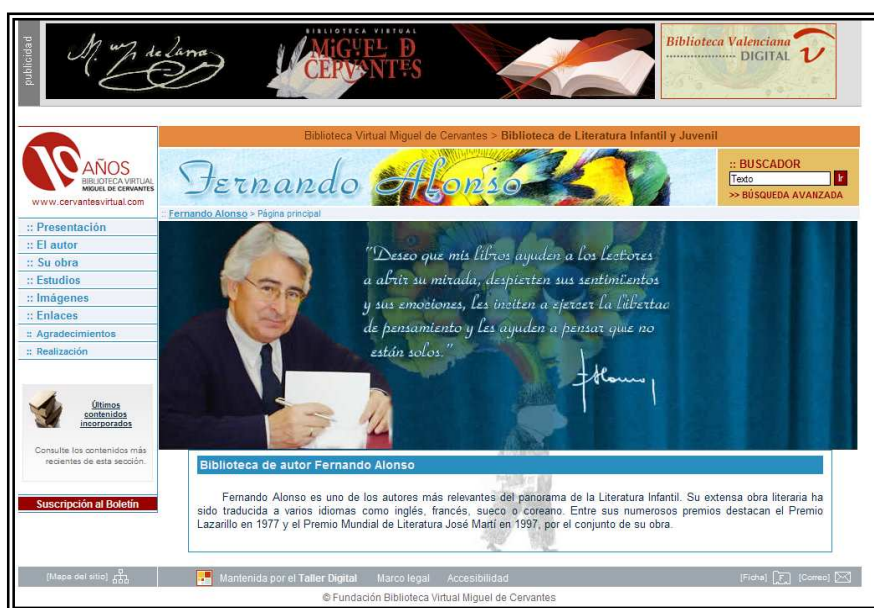 publicidad
M. J. de Larra
BIBLIOTECA VIRTUAL
MIGUEL D
CERVANTES
Biblioteca Valenciana
DIGITAL
10 AÑOS
BIBLIOTECA VIRTUAL
MIGUEL DE CERVANTES
www.cervantesvirtual.com
Biblioteca Virtual Miguel de Cervantes > Biblioteca de Literatura Infantil y Juvenil
Fernando Alonso
:: BUSCADOR
Texto
Ir
>> BÚSQUEDA AVANZADA
:: Fernando Alonso > Página principal
:: Presentación
:: El autor
:: Su obra
:: Estudios
:: Imágenes
:: Enlaces
:: Agradecimientos
:: Realización
"Deseo que mis libros ayuden a los lectores
a abrir su mirada, despierten sus sentimientos
y sus emociones, les inciten a ejercer la libertad
de pensamiento y les ayuden a pensar que no
están solos."
FAlonso
Últimos
contenidos
incorporados
Consulte los contenidos más
recientes de esta sección.
Suscripción al Boletín
Biblioteca de autor Fernando Alonso
Fernando Alonso es uno de los autores más relevantes del panorama de la Literatura Infantil. Su extensa obra literaria ha
sido traducida a varios idiomas como inglés, francés, sueco o coreano. Entre sus numerosos premios destacan el Premio
Lazarillo en 1977 y el Premio Mundial de Literatura José Martí en 1997, por el conjunto de su obra.
[Mapa del sitio]
Mantenida por el Taller Digital
Marco legal
Accesibilidad
[Ficha] F
[Correo]
© Fundación Biblioteca Virtual Miguel de Cervantes